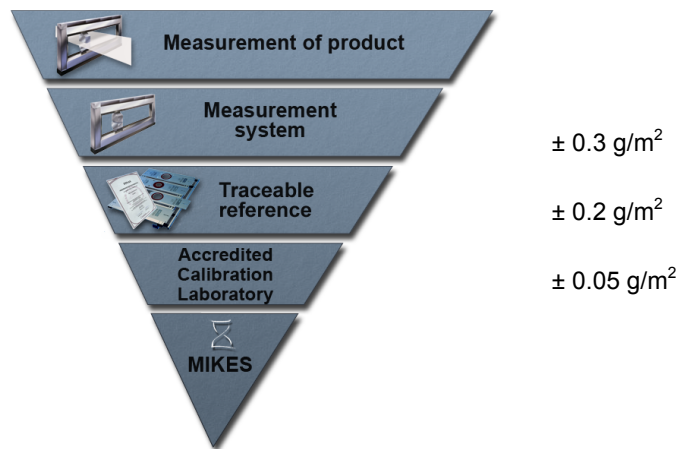 Measurement of product
Measurement
system
± 0.3 g/m²
Traceable
reference
± 0.2 g/m²
Accredited
Calibration
Laboratory
± 0.05 g/m²
MIKES